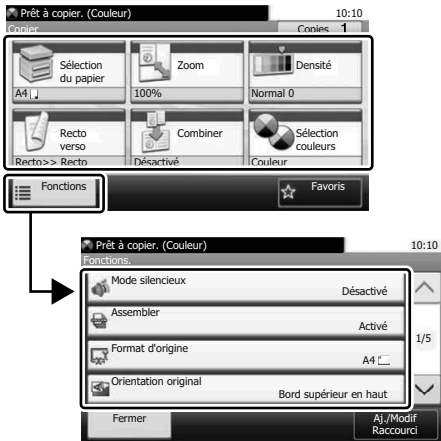 Prêt à copier. (Couleur) 10:10
Copier Copies 1
Sélection du papier
Zoom
Densité
A4 100% Normal 0
Recto verso
Combiner
Sélection couleurs
Recto>> Recto Désactivé Couleur
Fonctions Favoris
Prêt à copier. (Couleur) 10:10
Fonctions.
Mode silencieux
Désactivé
Assembler
Activé
1/5
Format d'origine
A4
Orientation original
Bord supérieur en haut
Fermer Aj./Modif
Raccourci